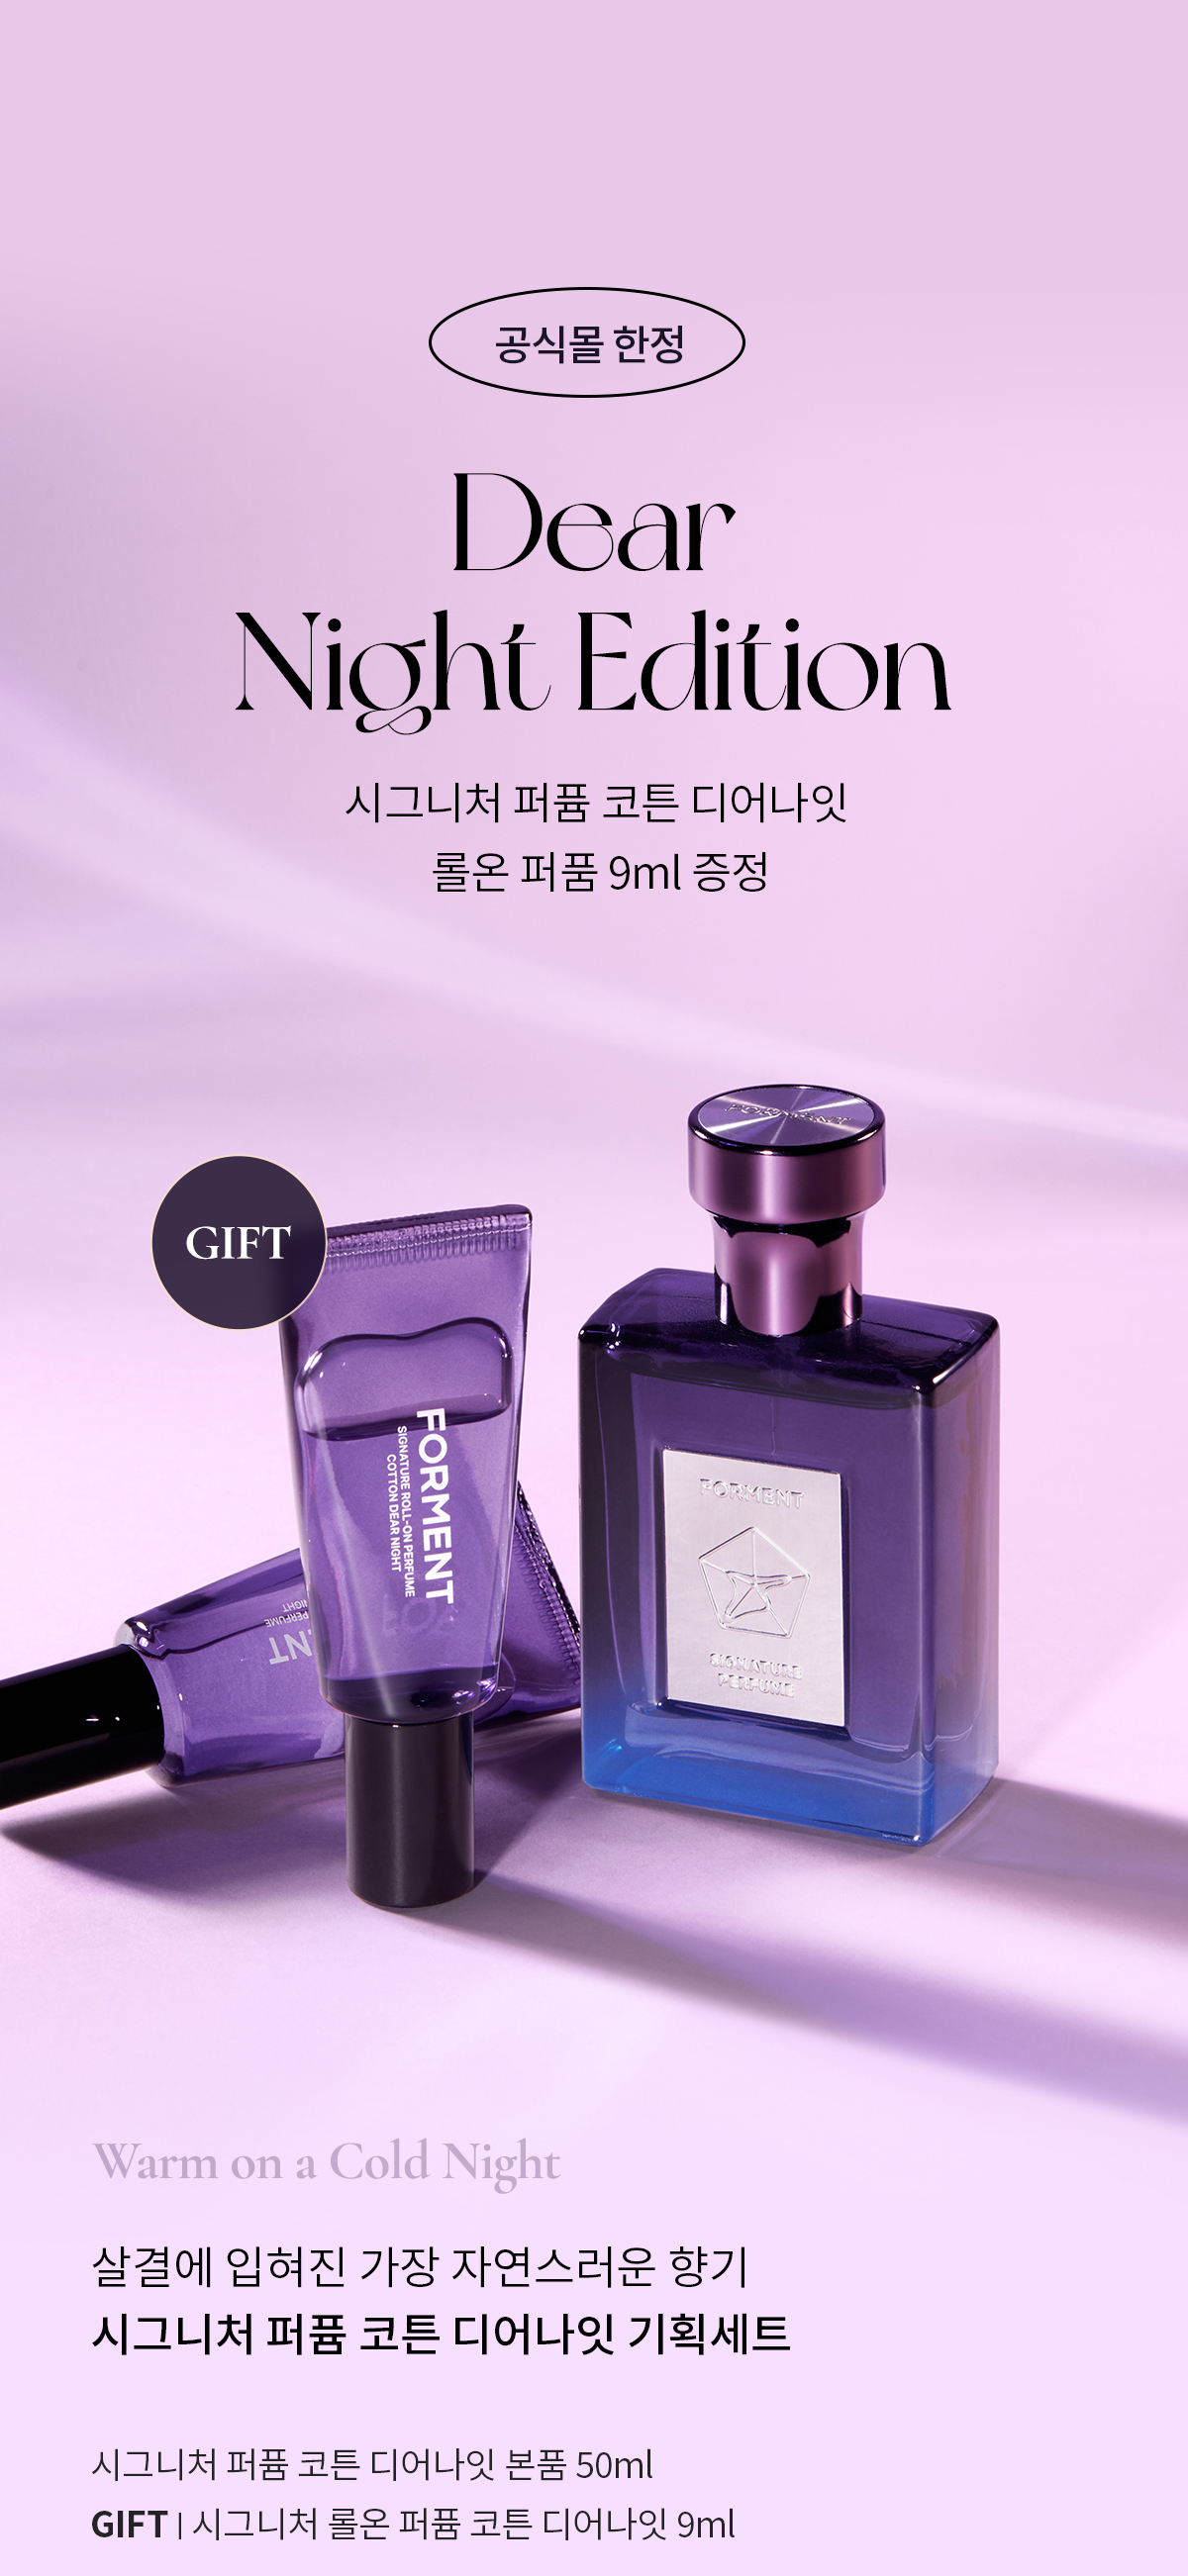 공식몰 한정
Dear
Night Edition
시그니처 퍼퓸 코튼 디어나잇
롤온 퍼품 9ml 증정
FORMENT
GIFT
FORMENT
SIGNATURE ROLL-ON PERFUME
COTTON DEAR NIGHT
FORMENT
SIGNATURE
PERFUME
NT
PERFUME
NIGHT
Warm on a Cold Night
살결에 입혀진 가장 자연스러운 향기
시그니처 퍼퓸 코튼 디어나잇 기획세트
시그니처 퍼퓸 코튼 디어나잇 본품 50ml
GIFT | 시그니처 롤온 퍼퓸 코튼 디어나잇 9ml